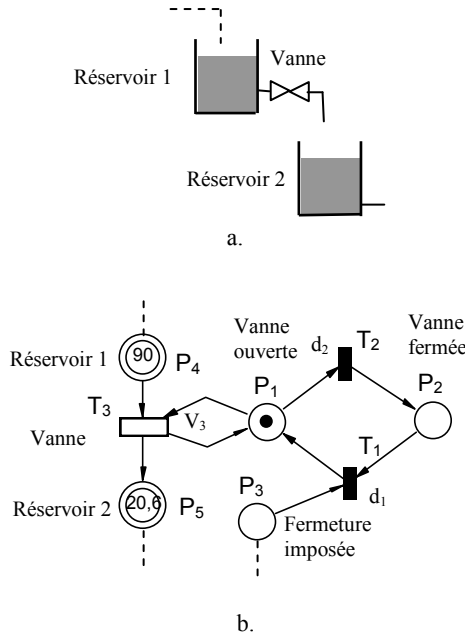 Réservoir 1
Vanne
Réservoir 2
a.
Réservoir 1
90
P4
T3
Vanne
V3
Réservoir 2
20,6
P5
Vanne
ouverte
d2
T2
Vanne
fermée
P1
P2
T1
P3
d1
Fermeture
imposée
b.